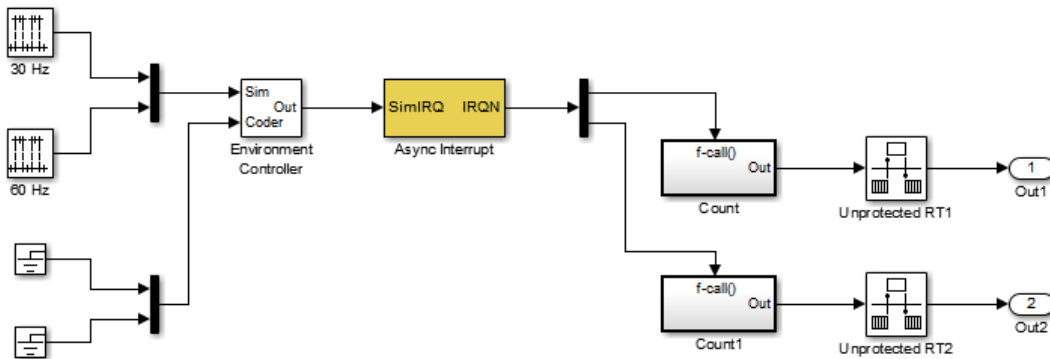 30 Hz
60 Hz
Sim
Out
Coder
Environment
Controller
SimIRQ IRQN
Async Interrupt
f-call()
Out
Count
Unprotected RT1
1
Out1
f-call()
Out
Count1
Unprotected RT2
2
Out2